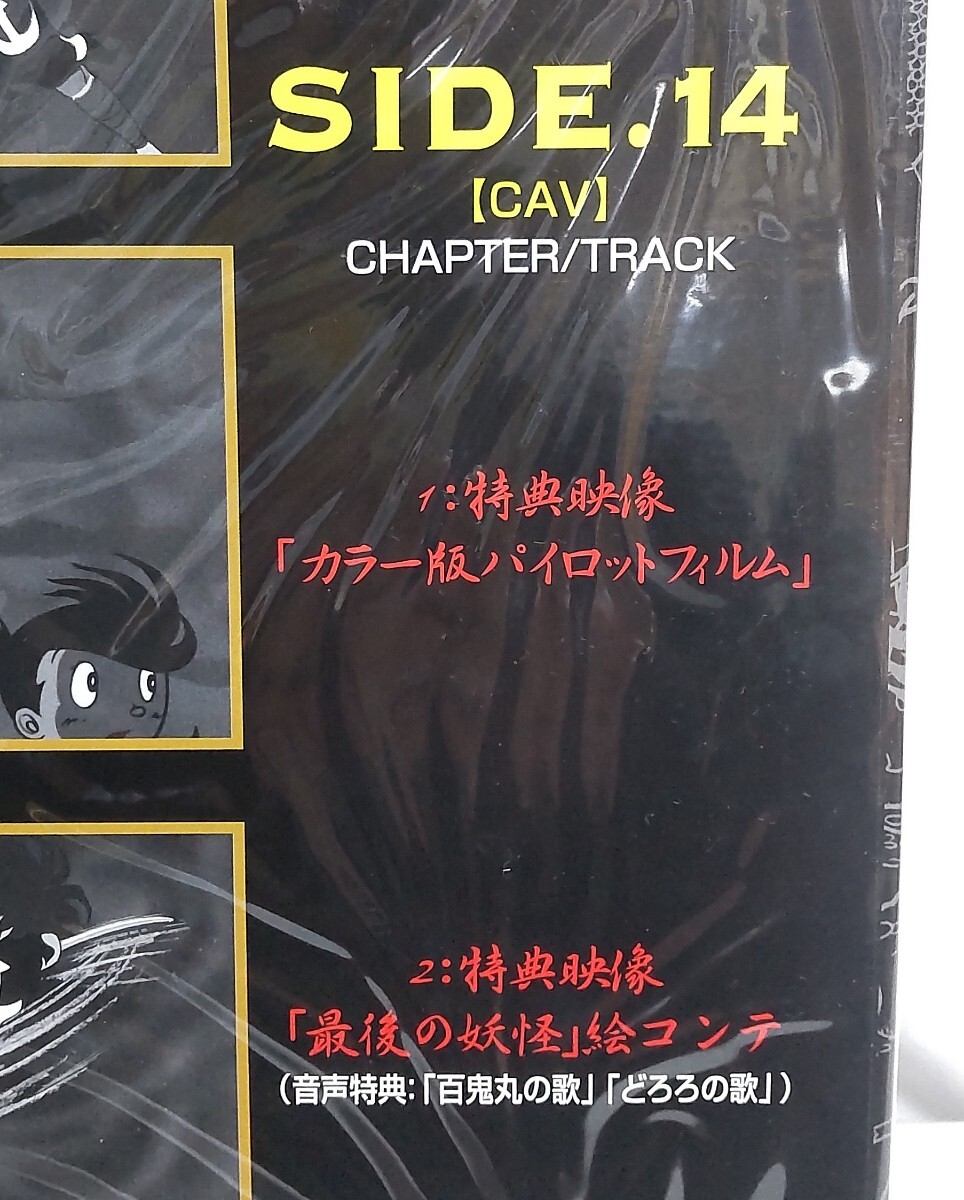 SIDE.14
【CAV】
CHAPTER/TRACK
1:特典映像
「カラー版パイロットフィルム」
2:特典映像
「最後の妖怪」絵コンテ
(音声特典:「百鬼丸の歌」「どろろの歌」)